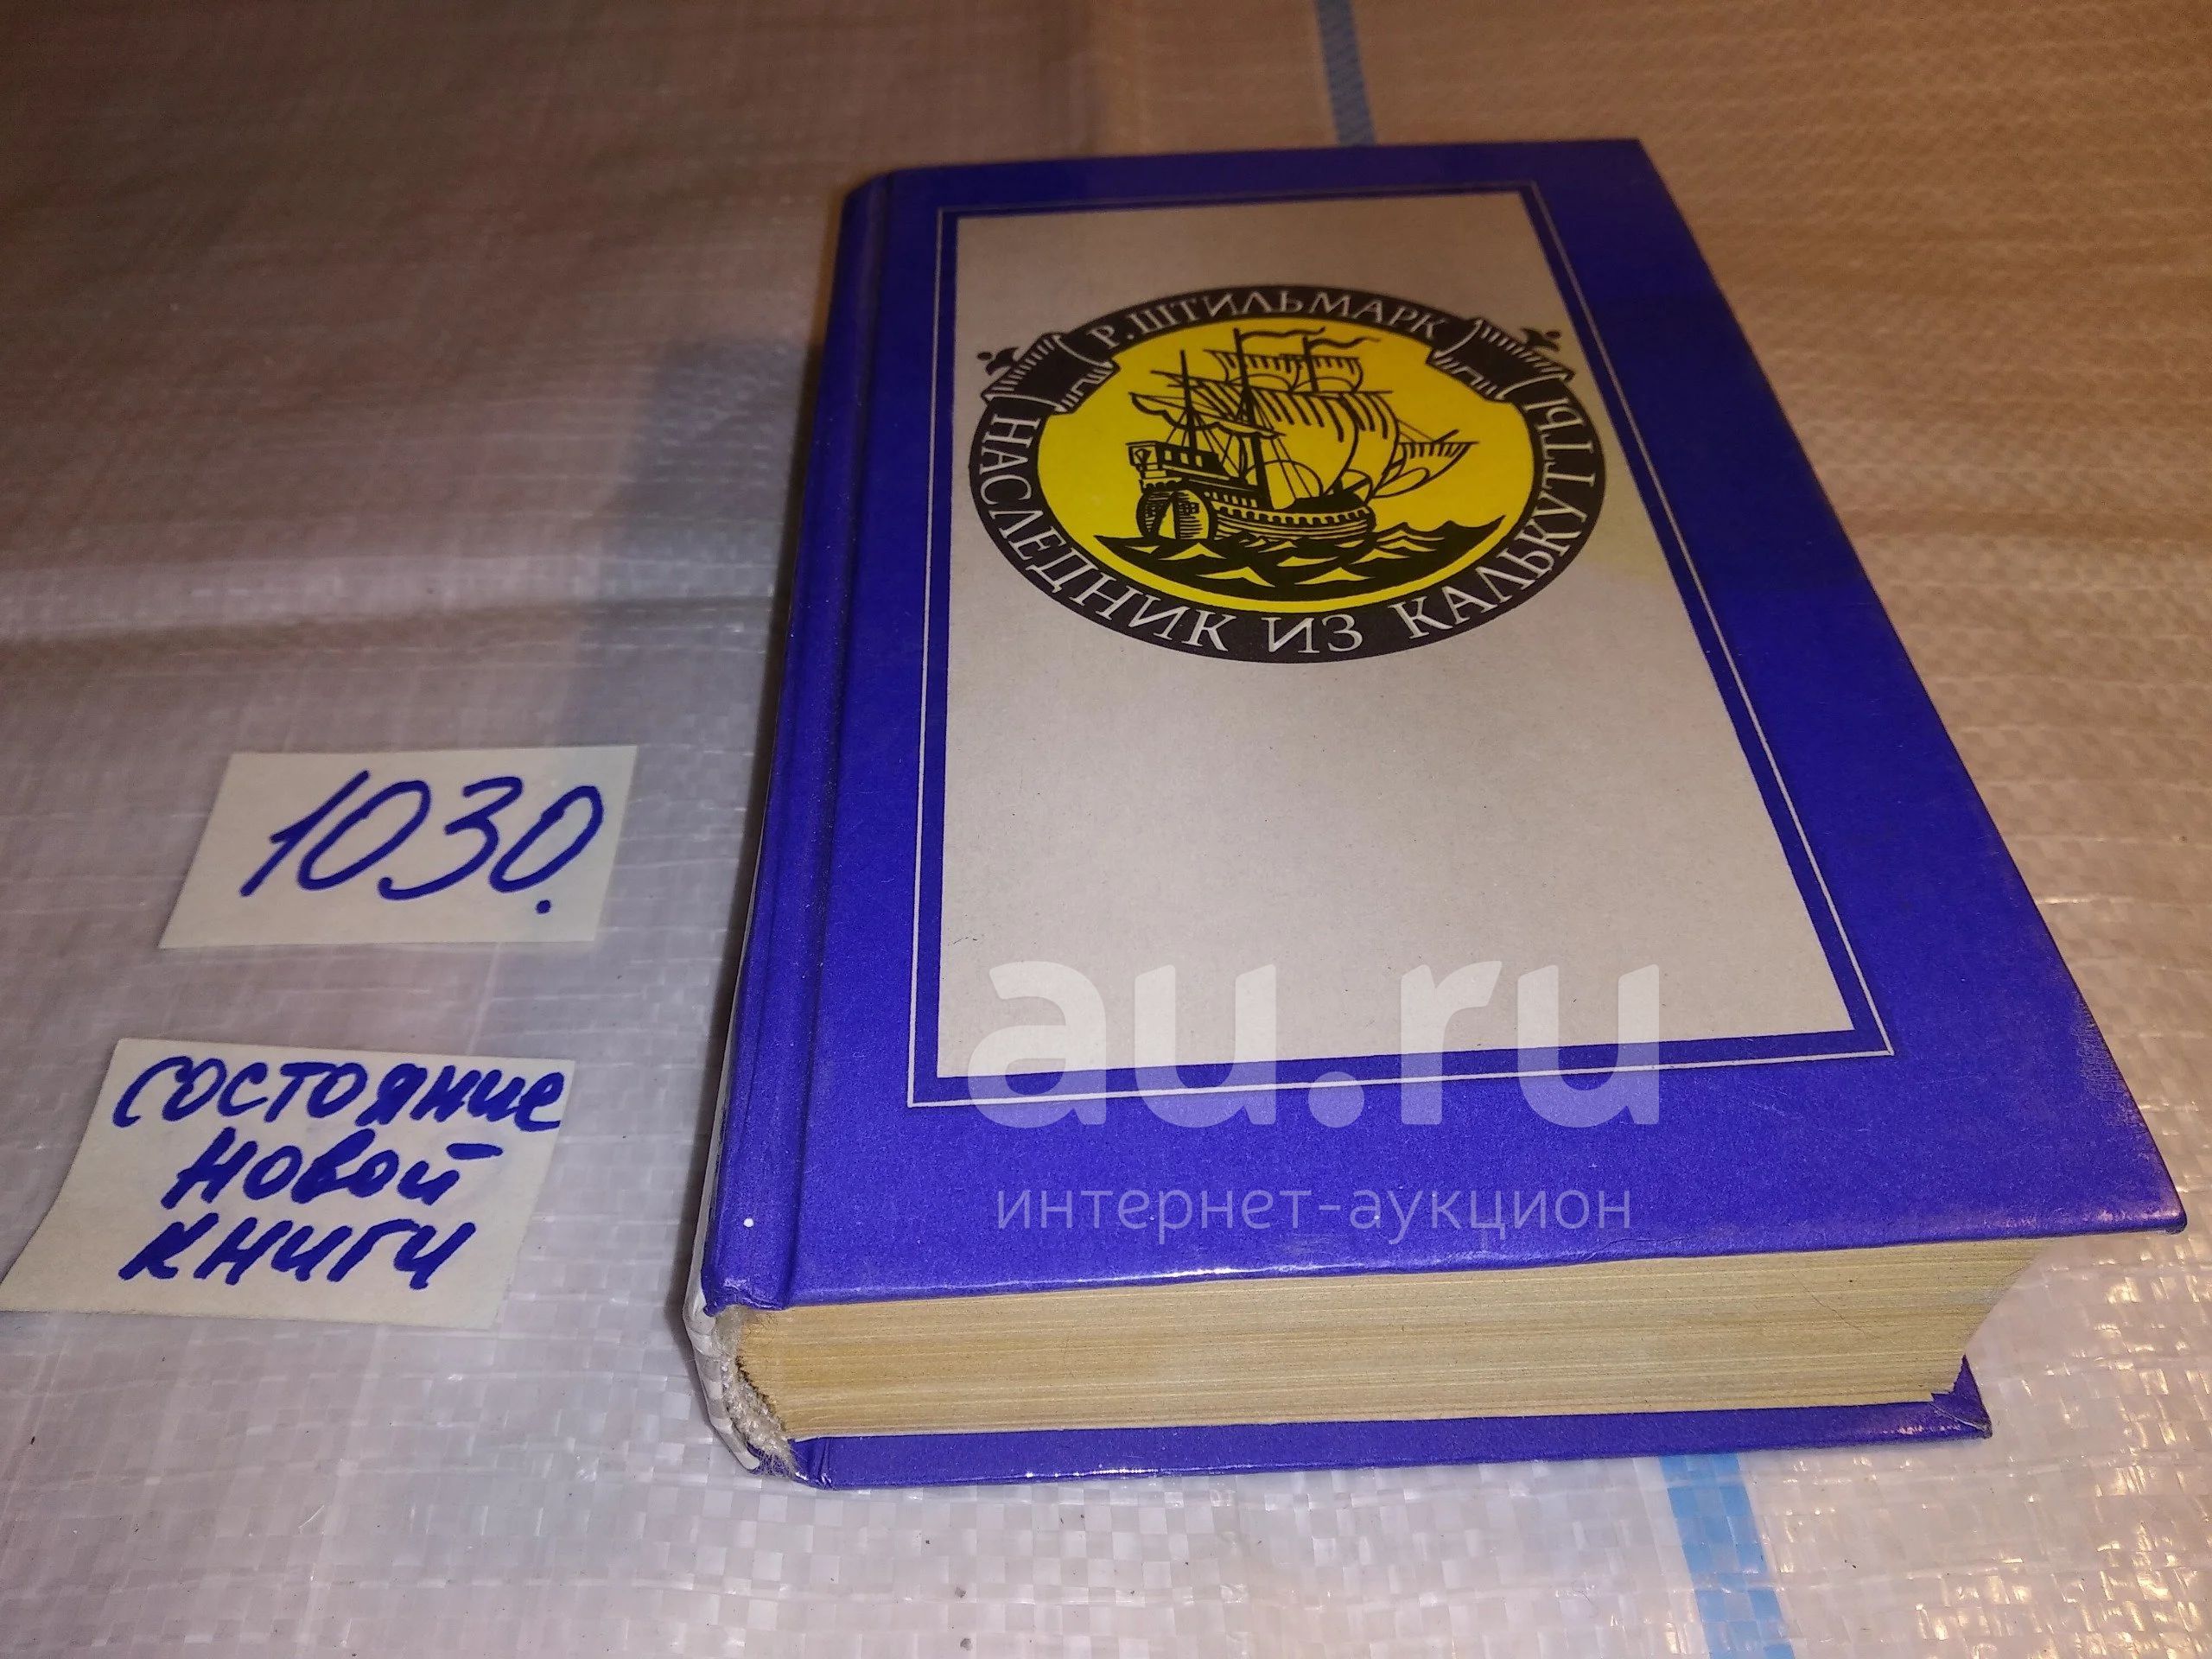 Р. ШТИЛЬМАРК
НАСЛЕДНИК ИЗ КАЛЬКУТТЫ
1030.
состояние
новой
книги
au.ru
интернет-аукцион